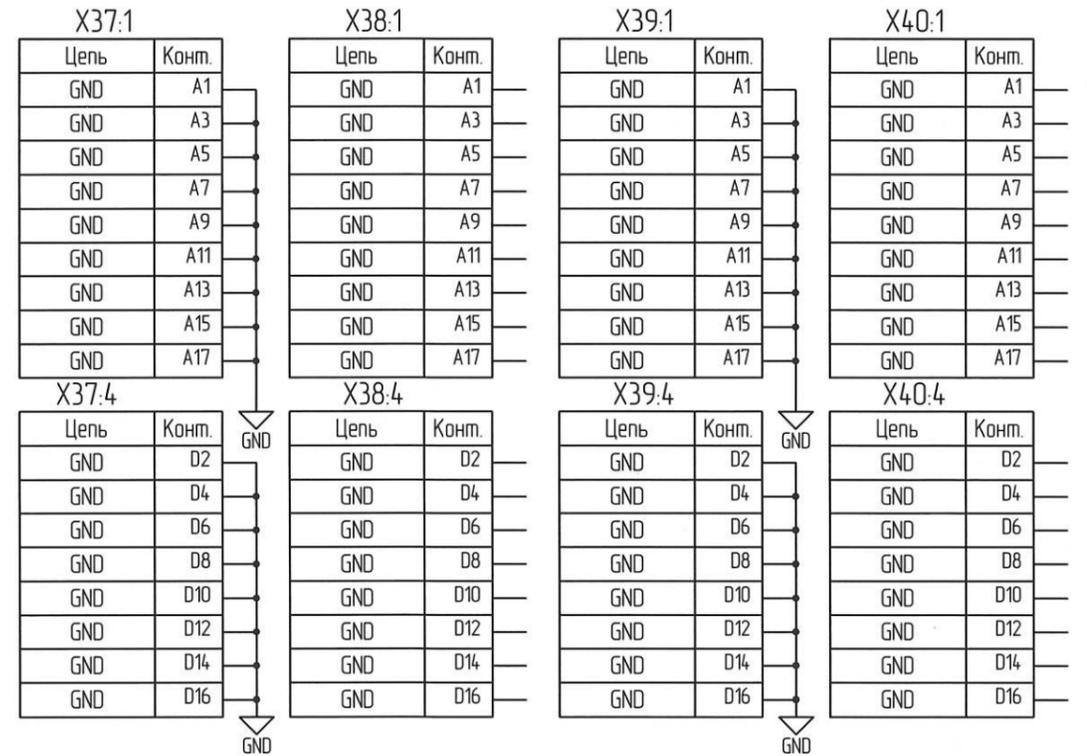 X37:1 X38:1 X39:1 X40:1
Цепь Конт. Цепь Конт. Цепь Конт. Цепь Конт.
GND A1 GND A1 GND A1 GND A1
GND A3 GND A3 GND A3 GND A3
GND A5 GND A5 GND A5 GND A5
GND A7 GND A7 GND A7 GND A7
GND A9 GND A9 GND A9 GND A9
GND A11 GND A11 GND A11 GND A11
GND A13 GND A13 GND A13 GND A13
GND A15 GND A15 GND A15 GND A15
GND A17 GND A17 GND A17 GND A17
X37:4 X38:4 X39:4 X40:4
Цепь Конт. GND Цепь Конт. Цепь Конт. GND Цепь Конт.
GND D2 GND D2 GND D2 GND D2
GND D4 GND D4 GND D4 GND D4
GND D6 GND D6 GND D6 GND D6
GND D8 GND D8 GND D8 GND D8
GND D10 GND D10 GND D10 GND D10
GND D12 GND D12 GND D12 GND D12
GND D14 GND D14 GND D14 GND D14
GND D16 GND D16 GND D16 GND D16
GND GND